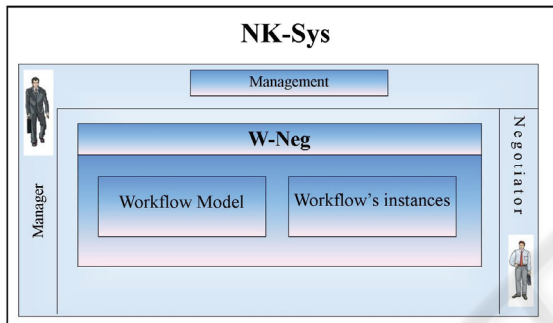 NK-Sys
Management
W-Neg
Workflow Model
Workflow's instances
Manager
Negotiator